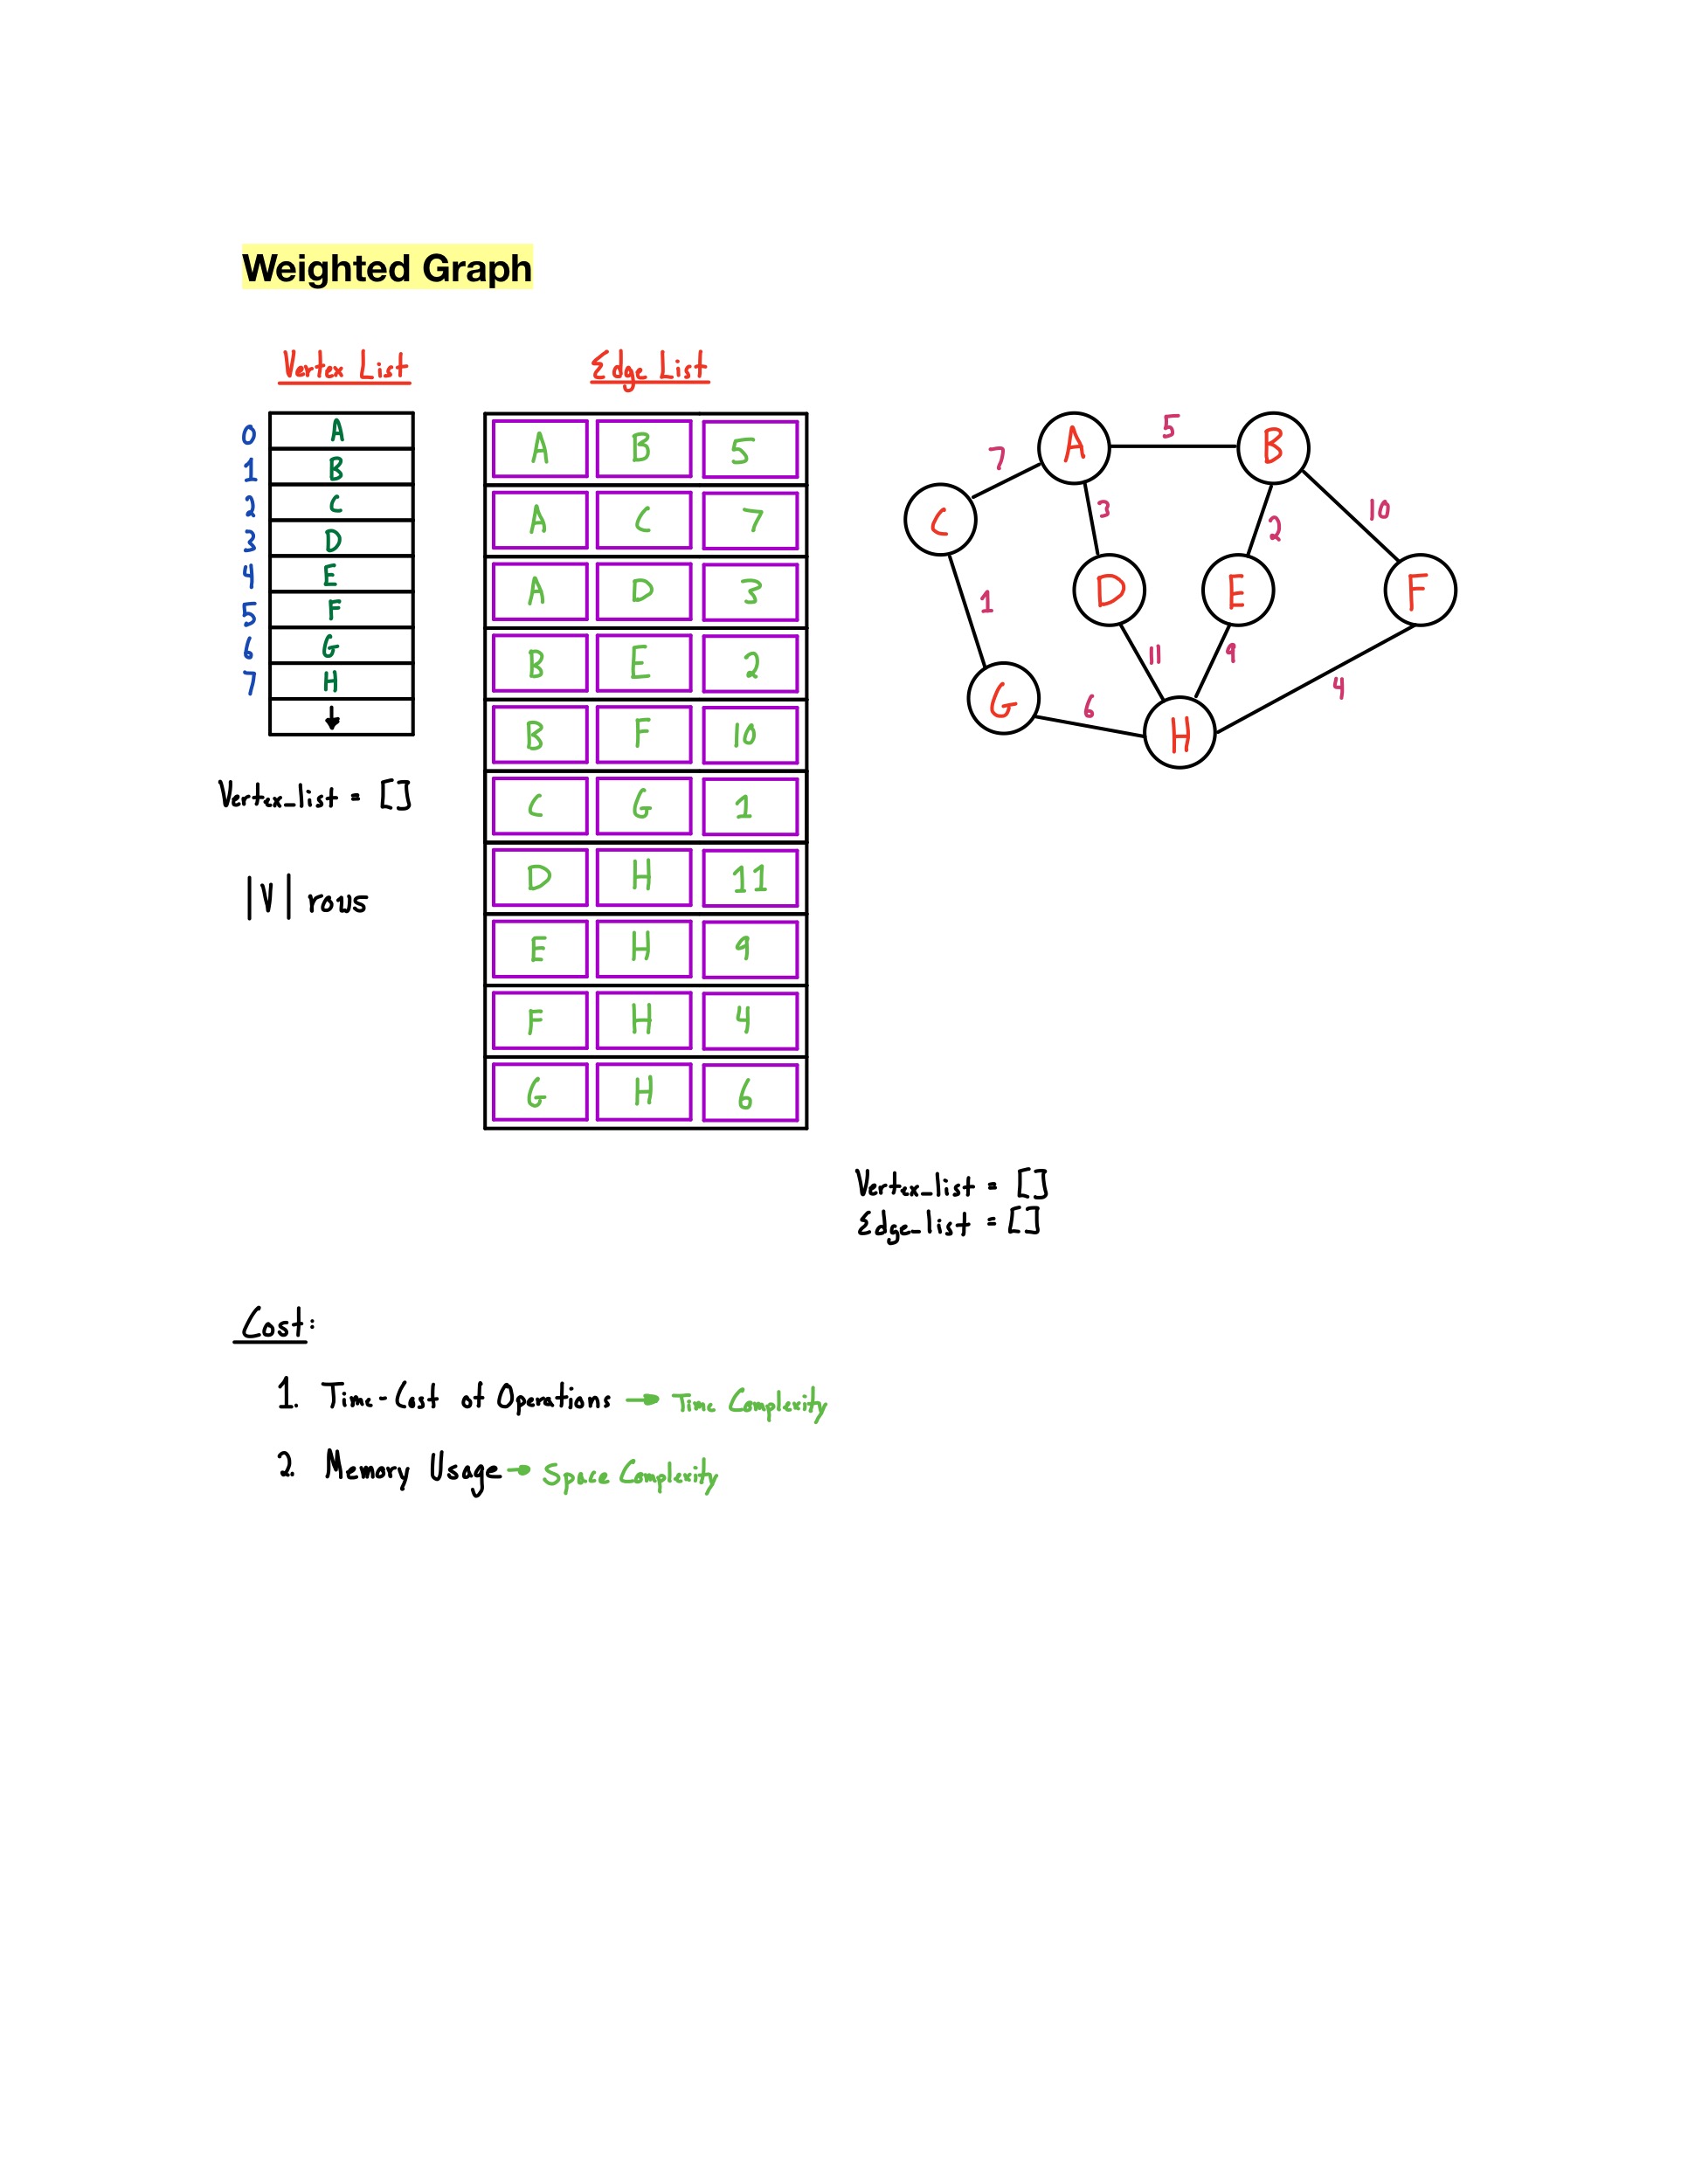 Weighted Graph
Vertex List
0 A
1 B
2 C
3 D
4 E
5 F
6 G
7 H
↓
Vertex_list = []
|V| rows
Edge List
A B 5
A C 7
A D 3
B E 2
B F 10
C G 1
D H 11
E H 9
F H 4
G H 6
A 5 B
7 3 2 10
C D E F
1 11 9 4
G 6 H
Vertex_list = []
Edge_list = []
Cost:
1. Time-Cost of Operations → Time Complexity
2. Memory Usage → Space Complexity